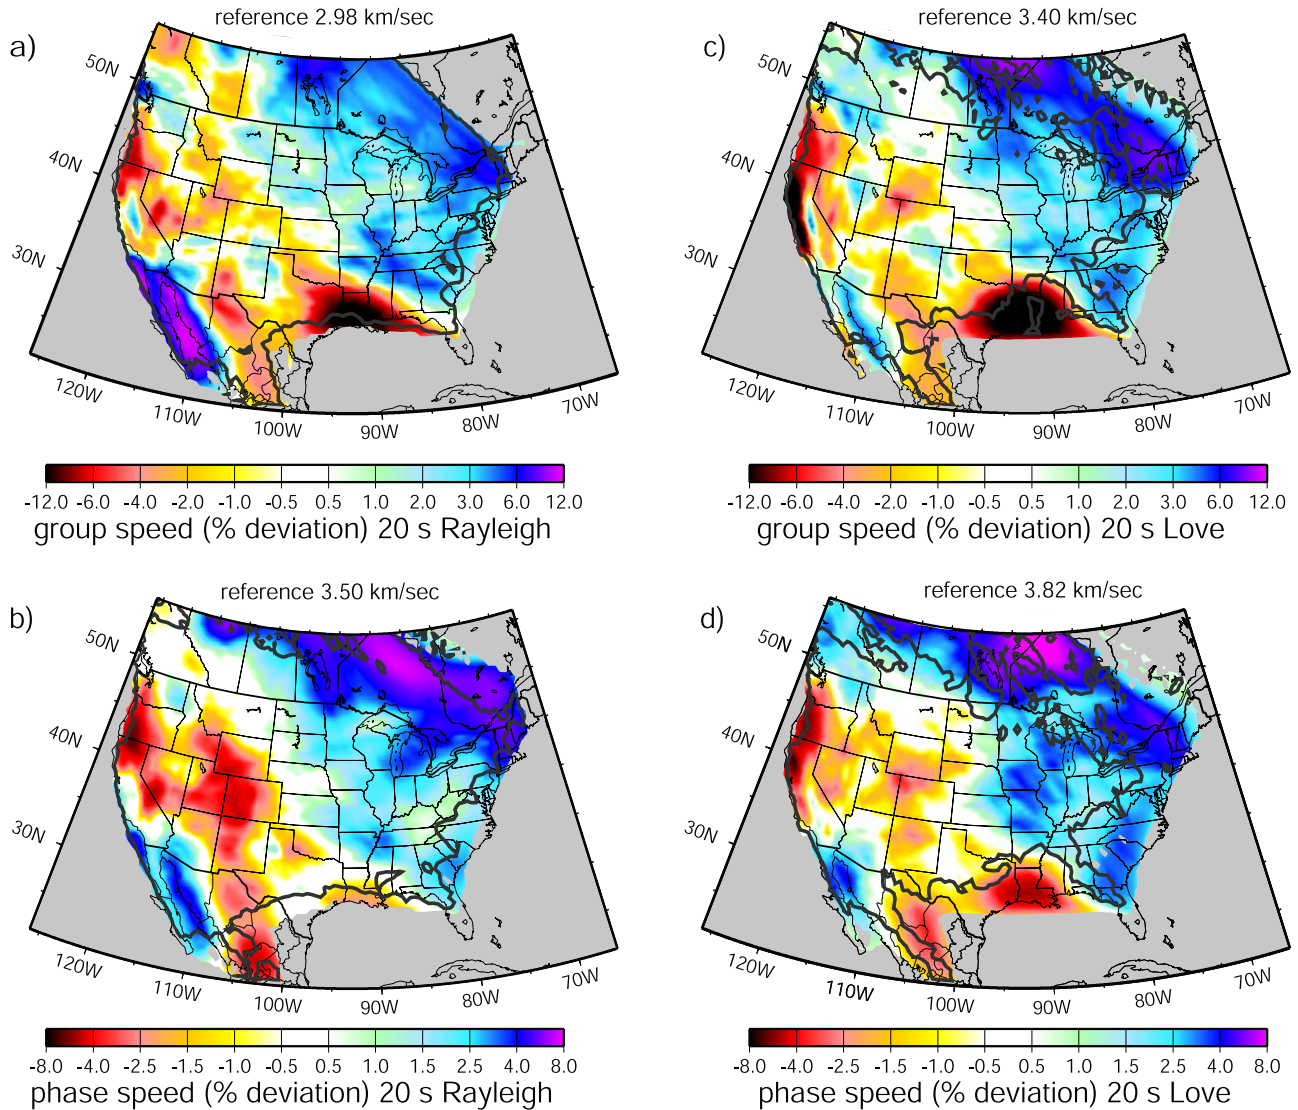 reference 2.98 km/sec
a)
50N
40N
30N
120W
110W
100W
90W
80W
70W
-12.0 -6.0 -4.0 -2.0 -1.0 -0.5 0.5 1.0 2.0 3.0 6.0 12.0
group speed (% deviation) 20 s Rayleigh
reference 3.40 km/sec
c)
50N
40N
30N
120W
110W
100W
90W
80W
70W
-12.0 -6.0 -4.0 -2.0 -1.0 -0.5 0.5 1.0 2.0 3.0 6.0 12.0
group speed (% deviation) 20 s Love
reference 3.50 km/sec
b)
50N
40N
30N
120W
110W
100W
90W
80W
70W
-8.0 -4.0 -2.5 -1.5 -1.0 -0.5 0.5 1.0 1.5 2.5 4.0 8.0
phase speed (% deviation) 20 s Rayleigh
reference 3.82 km/sec
d)
50N
40N
30N
120W
110W
100W
90W
80W
70W
-8.0 -4.0 -2.5 -1.5 -1.0 -0.5 0.5 1.0 1.5 2.5 4.0 8.0
phase speed (% deviation) 20 s Love